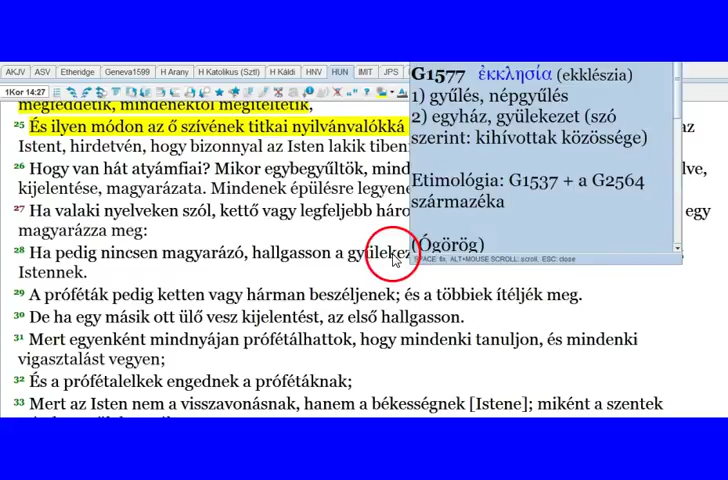 AKJV ASV Etheridge Geneva1599 H Arany H Katolikus (Sztl) H Káldi HNV HUN IMIT JPS
1Kor 14:27
G1577 ἐκκλησία (ekklészia)
1) gyűlés, népgyűlés
2) egyház, gyülekezet (szó
szerint: kihívottak közössége)
Etimológia: G1537 + a G2564
származéka
(Ógörög)
SPACE: fix, ALT+MOUSE SCROLL: scroll, ESC: close
megfeddetik, mindenektől megítéltetik,
25 És ilyen módon az ő szívének titkai nyilvánvalókká az
Istent, hirdetvén, hogy bizonnyal az Isten lakik tiben
26 Hogy van hát atyámfiai? Mikor egybegyűltök, mind lve,
kijelentése, magyarázata. Mindenek épülésre legyene
27 Ha valaki nyelveken szól, kettő vagy legfeljebb háro egy
magyarázza meg:
28 Ha pedig nincsen magyarázó, hallgasson a gyülekez
Istennek.
29 A próféták pedig ketten vagy hárman beszéljenek; és a többiek ítéljék meg.
30 De ha egy másik ott ülő vesz kijelentést, az első hallgasson.
31 Mert egyenként mindnyájan prófétálhattok, hogy mindenki tanuljon, és mindenki
vigasztalást vegyen;
32 És a prófétalelkek engednek a prófétáknak;
33 Mert az Isten nem a visszavonásnak, hanem a békességnek [Istene]; miként a szentek